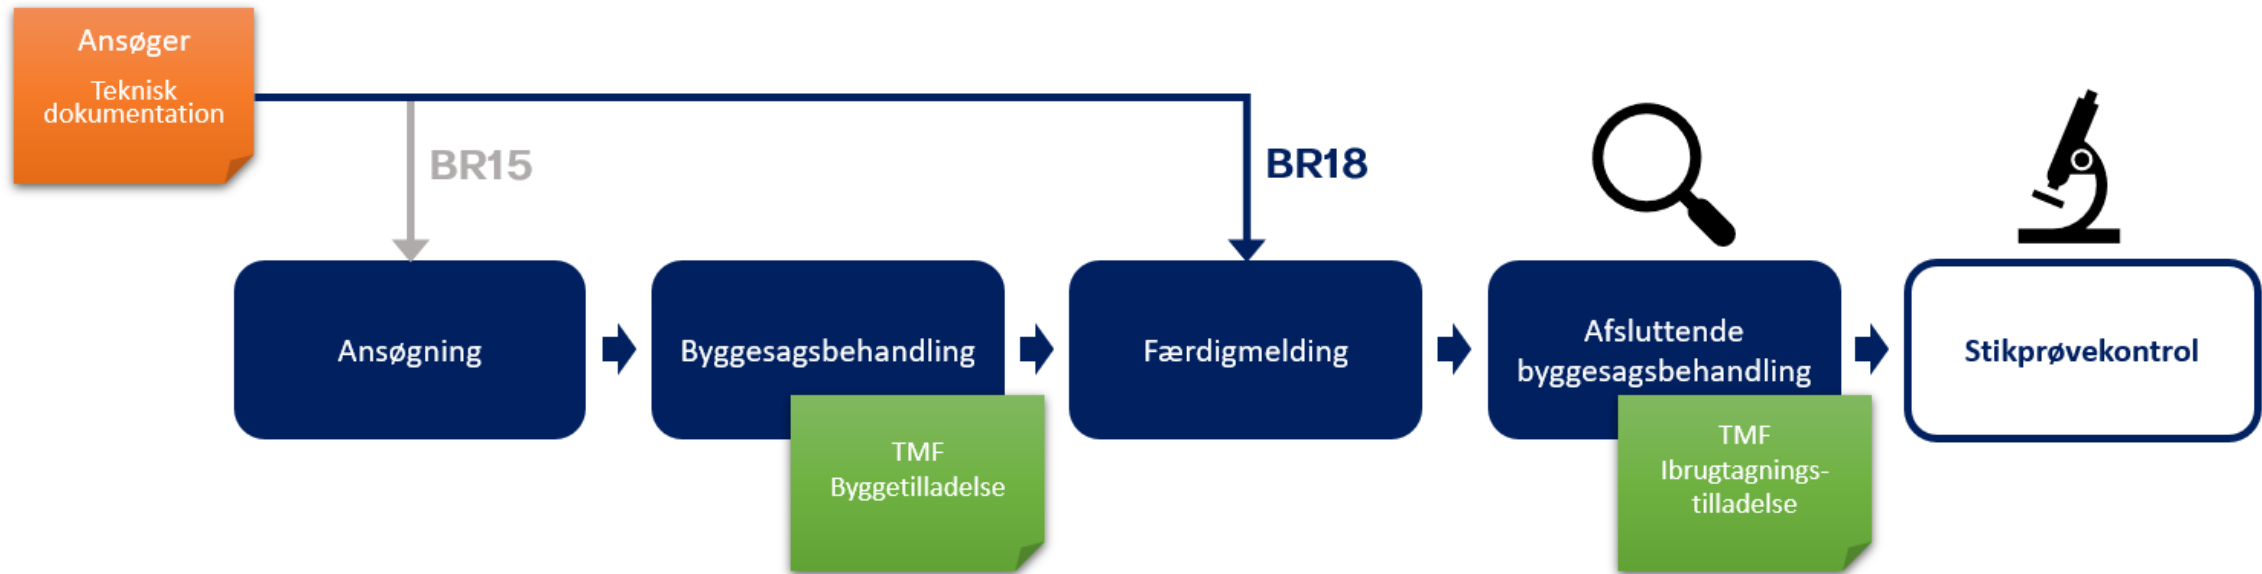 Ansøger
Teknisk
dokumentation
BR15
BR18
Ansøgning
Byggesagsbehandling
TMF
Byggetilladelse
Færdigmelding
Afsluttende
byggesagsbehandling
TMF
Ibrugtagnings-
tilladelse
Stikprøvekontrol